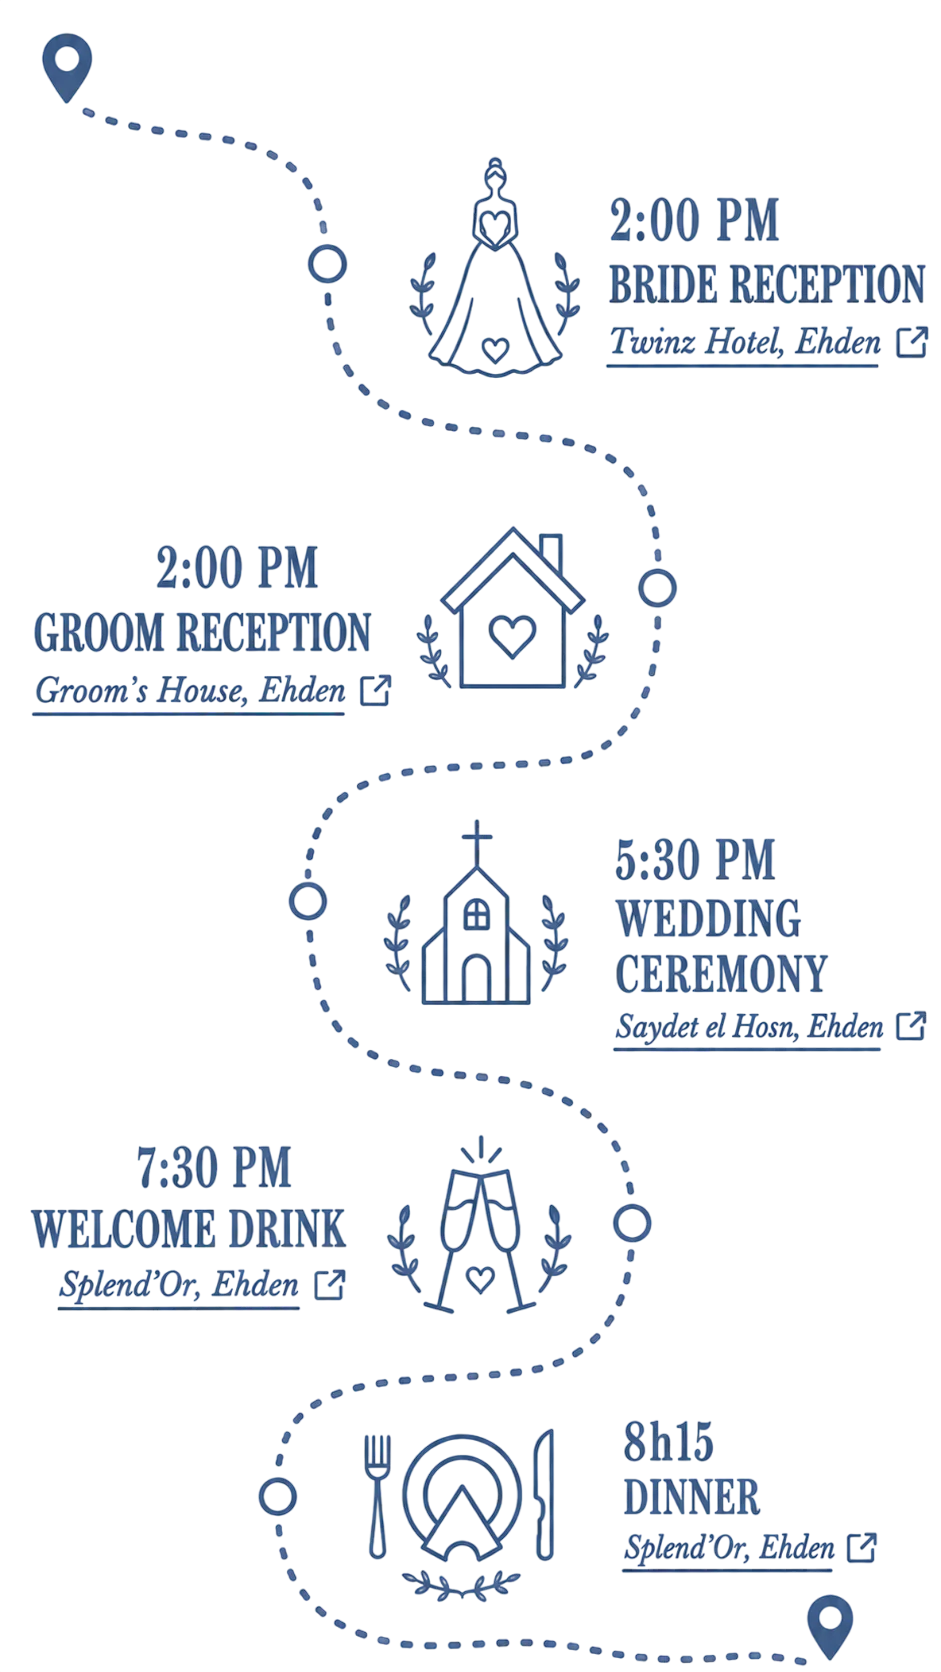 2:00 PM
BRIDE RECEPTION
Twinz Hotel, Ehden
2:00 PM
GROOM RECEPTION
Groom’s House, Ehden
5:30 PM
WEDDING
CEREMONY
Saydet el Hosn, Ehden
7:30 PM
WELCOME DRINK
Splend’Or, Ehden
8h15
DINNER
Splend’Or, Ehden